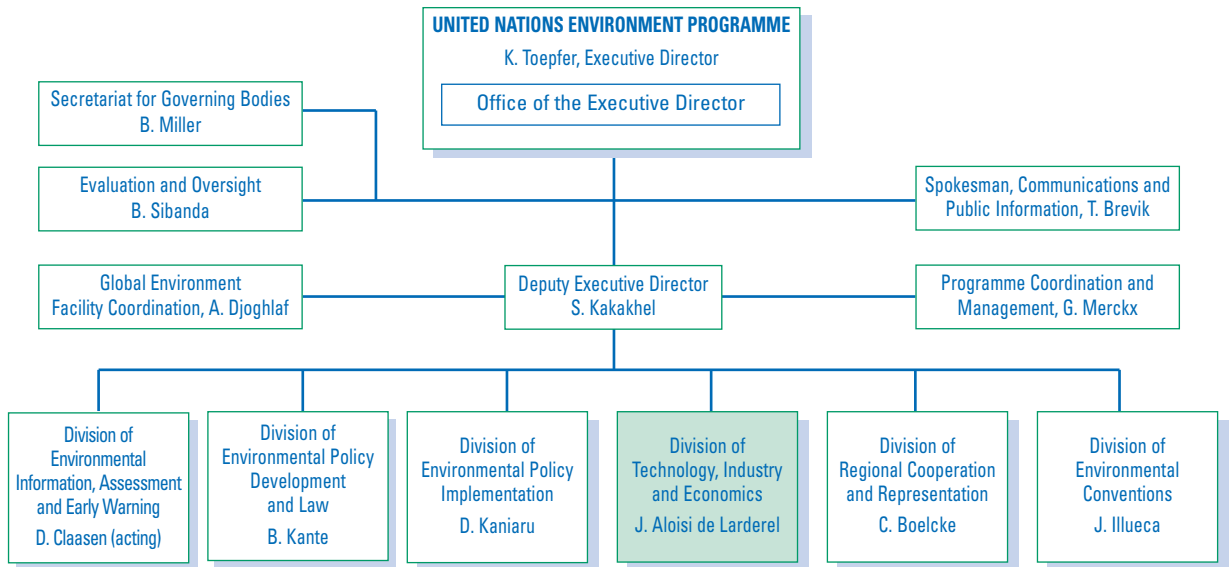 UNITED NATIONS ENVIRONMENT PROGRAMME
K. Toepfer, Executive Director
Office of the Executive Director
Secretariat for Governing Bodies
B. Miller
Evaluation and Oversight
B. Sibanda
Spokesman, Communications and
Public Information, T. Brevik
Global Environment
Facility Coordination, A. Djoghlaf
Deputy Executive Director
S. Kakakhel
Programme Coordination and
Management, G. Merckx
Division of
Environmental
Information, Assessment
and Early Warning
D. Claasen (acting)
Division of
Environmental Policy
Development
and Law
B. Kante
Division of
Environmental Policy
Implementation
D. Kaniaru
Division of
Technology, Industry
and Economics
J. Aloisi de Larderel
Division of
Regional Cooperation
and Representation
C. Boelcke
Division of
Environmental
Conventions
J. Illueca